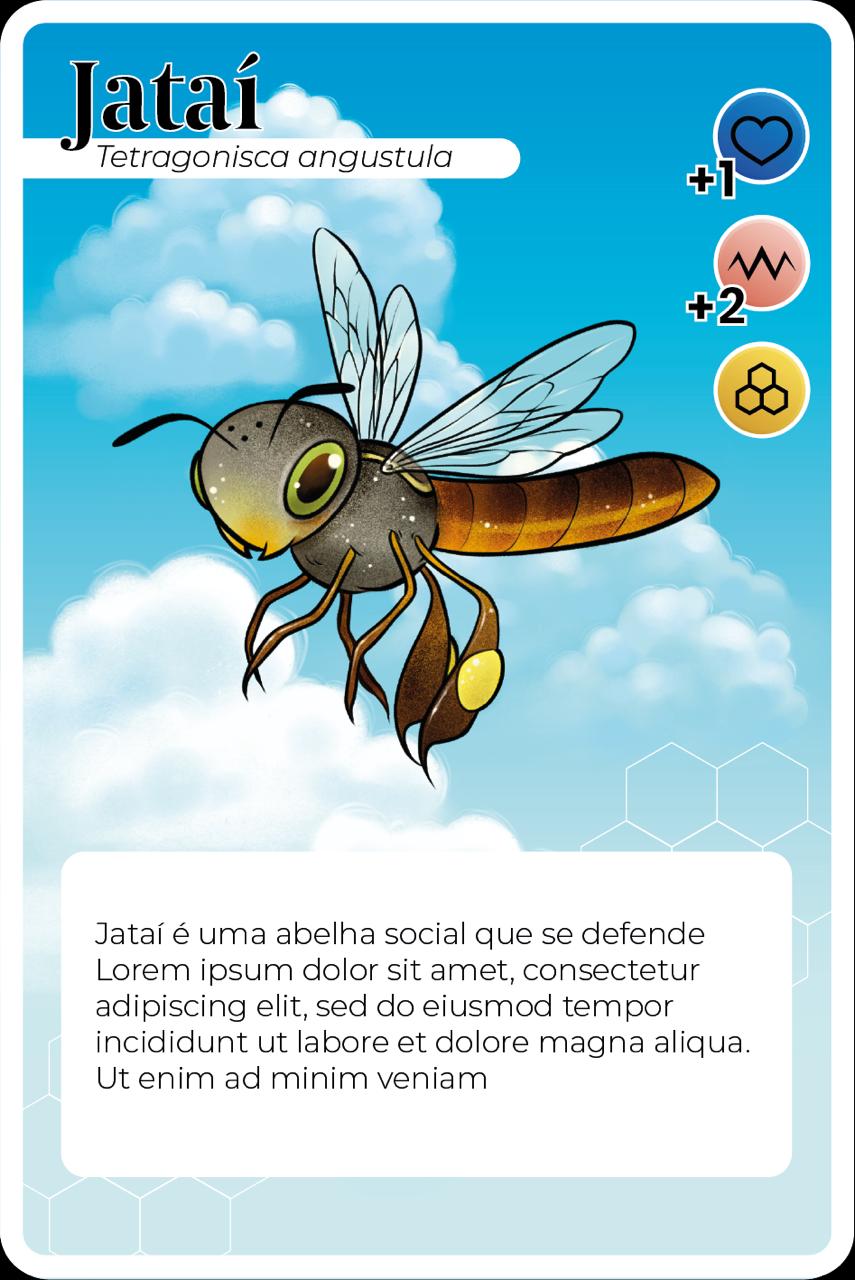 Jataí
Tetragonisca angustula
+1
+2
Jataí é uma abelha social que se defende
Lorem ipsum dolor sit amet, consectetur
adipiscing elit, sed do eiusmod tempor
incididunt ut labore et dolore magna aliqua.
Ut enim ad minim veniam